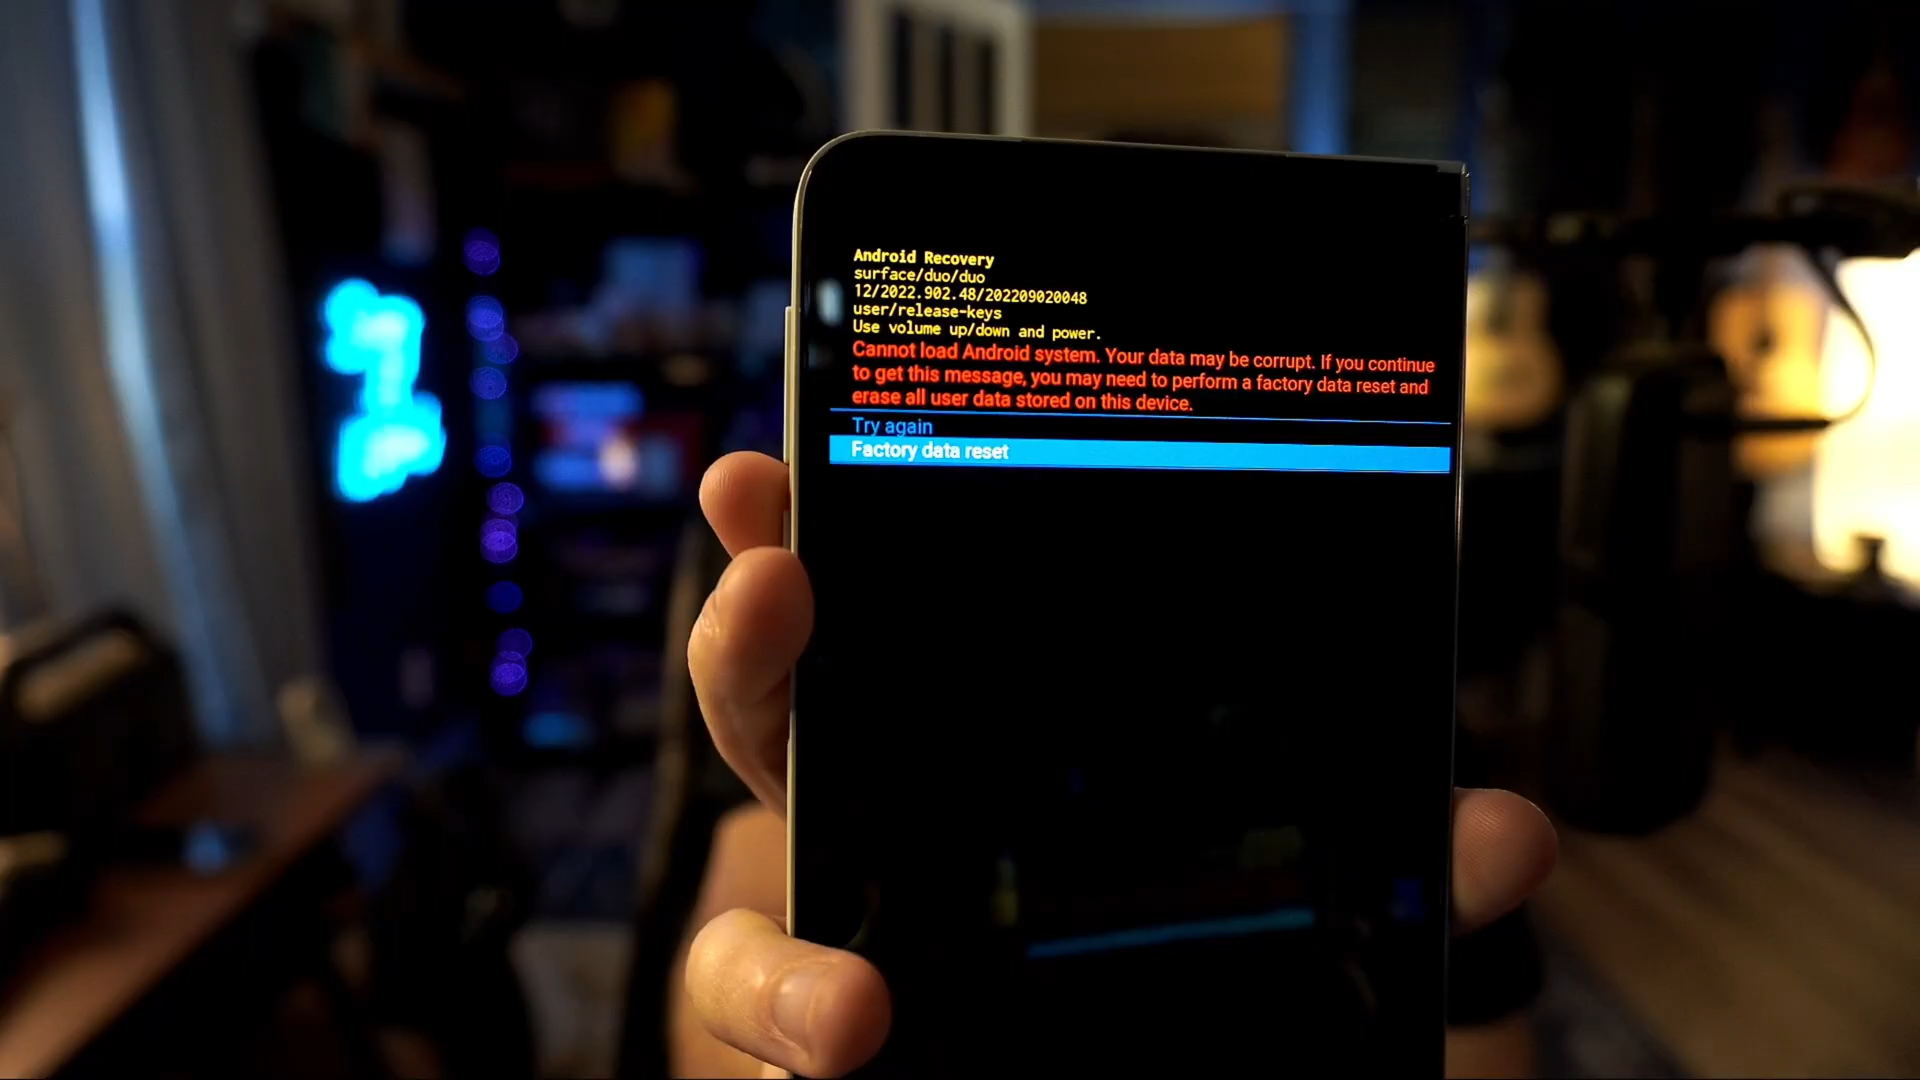 Android Recovery
surface/duo/duo
12/2022.902.48/202209020048
user/release-keys
Use volume up/down and power.
Cannot load Android system. Your data may be corrupt. If you continue
to get this message, you may need to perform a factory data reset and
erase all user data stored on this device.
Try again
Factory data reset